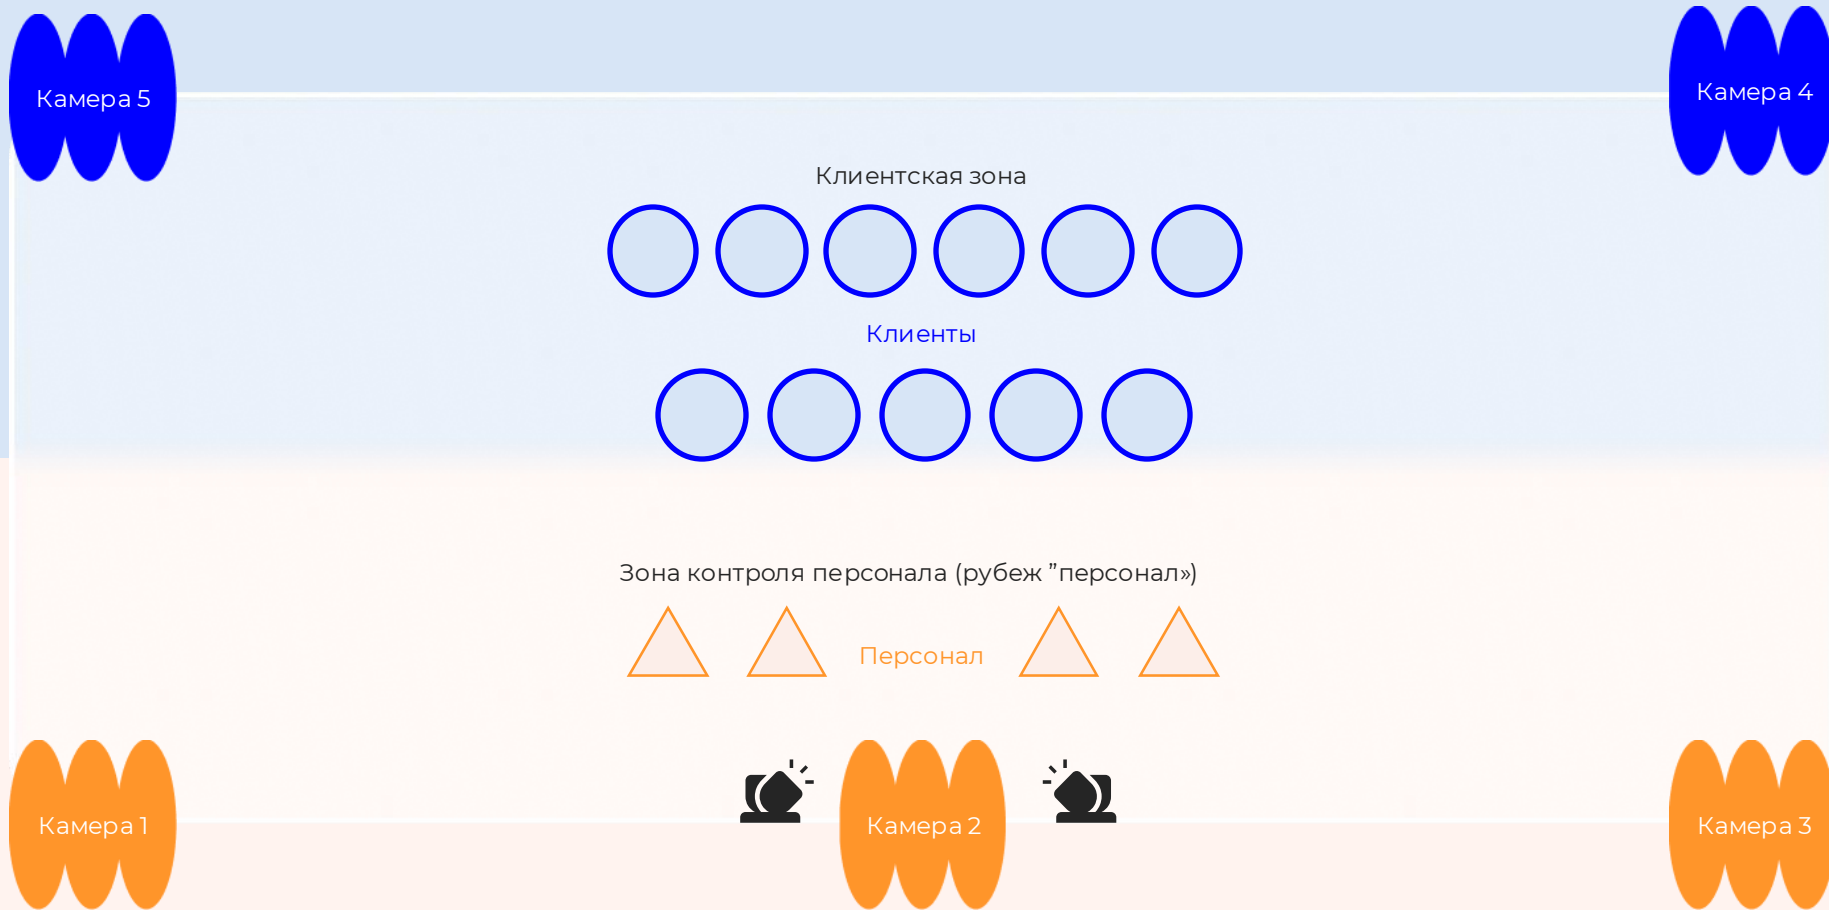 Камера 5
Камера 4
Клиентская зона
Клиенты
Зона контроля персонала (рубеж ”персонал»)
Персонал
Камера 1
Камера 2
Камера 3